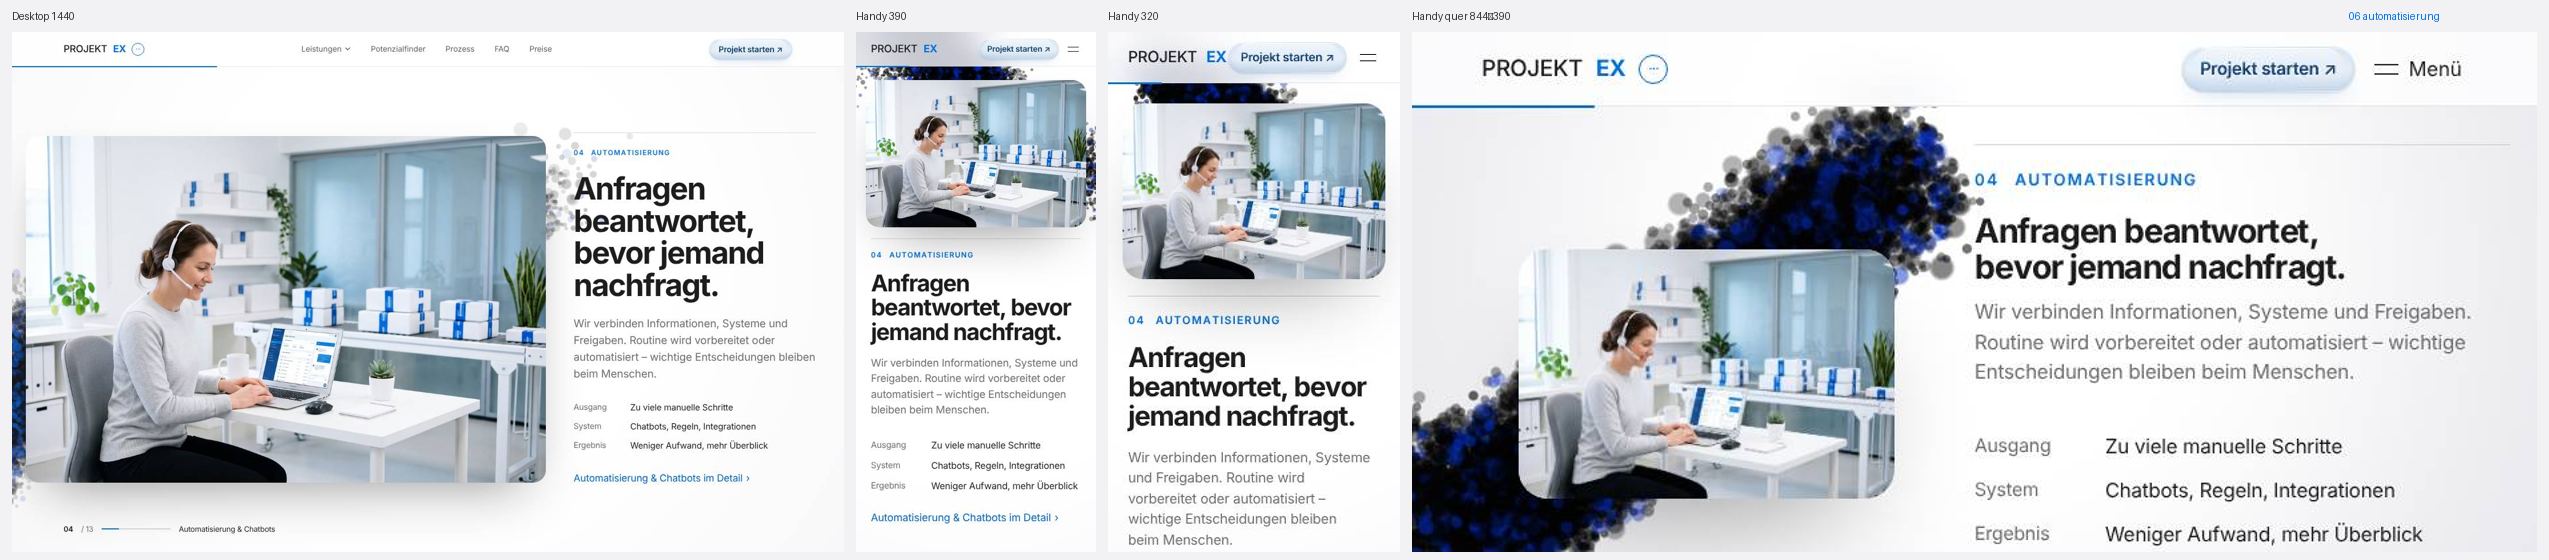 Desktop 1440
PROJEKT EX
Leistungen
Potenzialfinder
Prozess
FAQ
Preise
Projekt starten ↗
04 AUTOMATISIERUNG
Anfragen
beantwortet,
bevor jemand
nachfragt.
Wir verbinden Informationen, Systeme und
Freigaben. Routine wird vorbereitet oder
automatisiert – wichtige Entscheidungen bleiben
beim Menschen.
Ausgang Zu viele manuelle Schritte
System Chatbots, Regeln, Integrationen
Ergebnis Weniger Aufwand, mehr Überblick
Automatisierung & Chatbots im Detail ›
04 / 13 Automatisierung & Chatbots
Handy 390
PROJEKT EX
Projekt starten ↗
04 AUTOMATISIERUNG
Anfragen
beantwortet, bevor
jemand nachfragt.
Wir verbinden Informationen, Systeme und
Freigaben. Routine wird vorbereitet oder
automatisiert – wichtige Entscheidungen
bleiben beim Menschen.
Ausgang Zu viele manuelle Schritte
System Chatbots, Regeln, Integrationen
Ergebnis Weniger Aufwand, mehr Überblick
Automatisierung & Chatbots im Detail ›
Handy 320
PROJEKT EX
Projekt starten ↗
04 AUTOMATISIERUNG
Anfragen
beantwortet, bevor
jemand nachfragt.
Wir verbinden Informationen, Systeme
und Freigaben. Routine wird
vorbereitet oder automatisiert –
wichtige Entscheidungen bleiben
beim Menschen.
Handy quer 844 390
06 automatisierung
PROJEKT EX
Projekt starten ↗
Menü
04 AUTOMATISIERUNG
Anfragen beantwortet,
bevor jemand nachfragt.
Wir verbinden Informationen, Systeme und Freigaben.
Routine wird vorbereitet oder automatisiert – wichtige
Entscheidungen bleiben beim Menschen.
Ausgang Zu viele manuelle Schritte
System Chatbots, Regeln, Integrationen
Ergebnis Weniger Aufwand, mehr Überblick